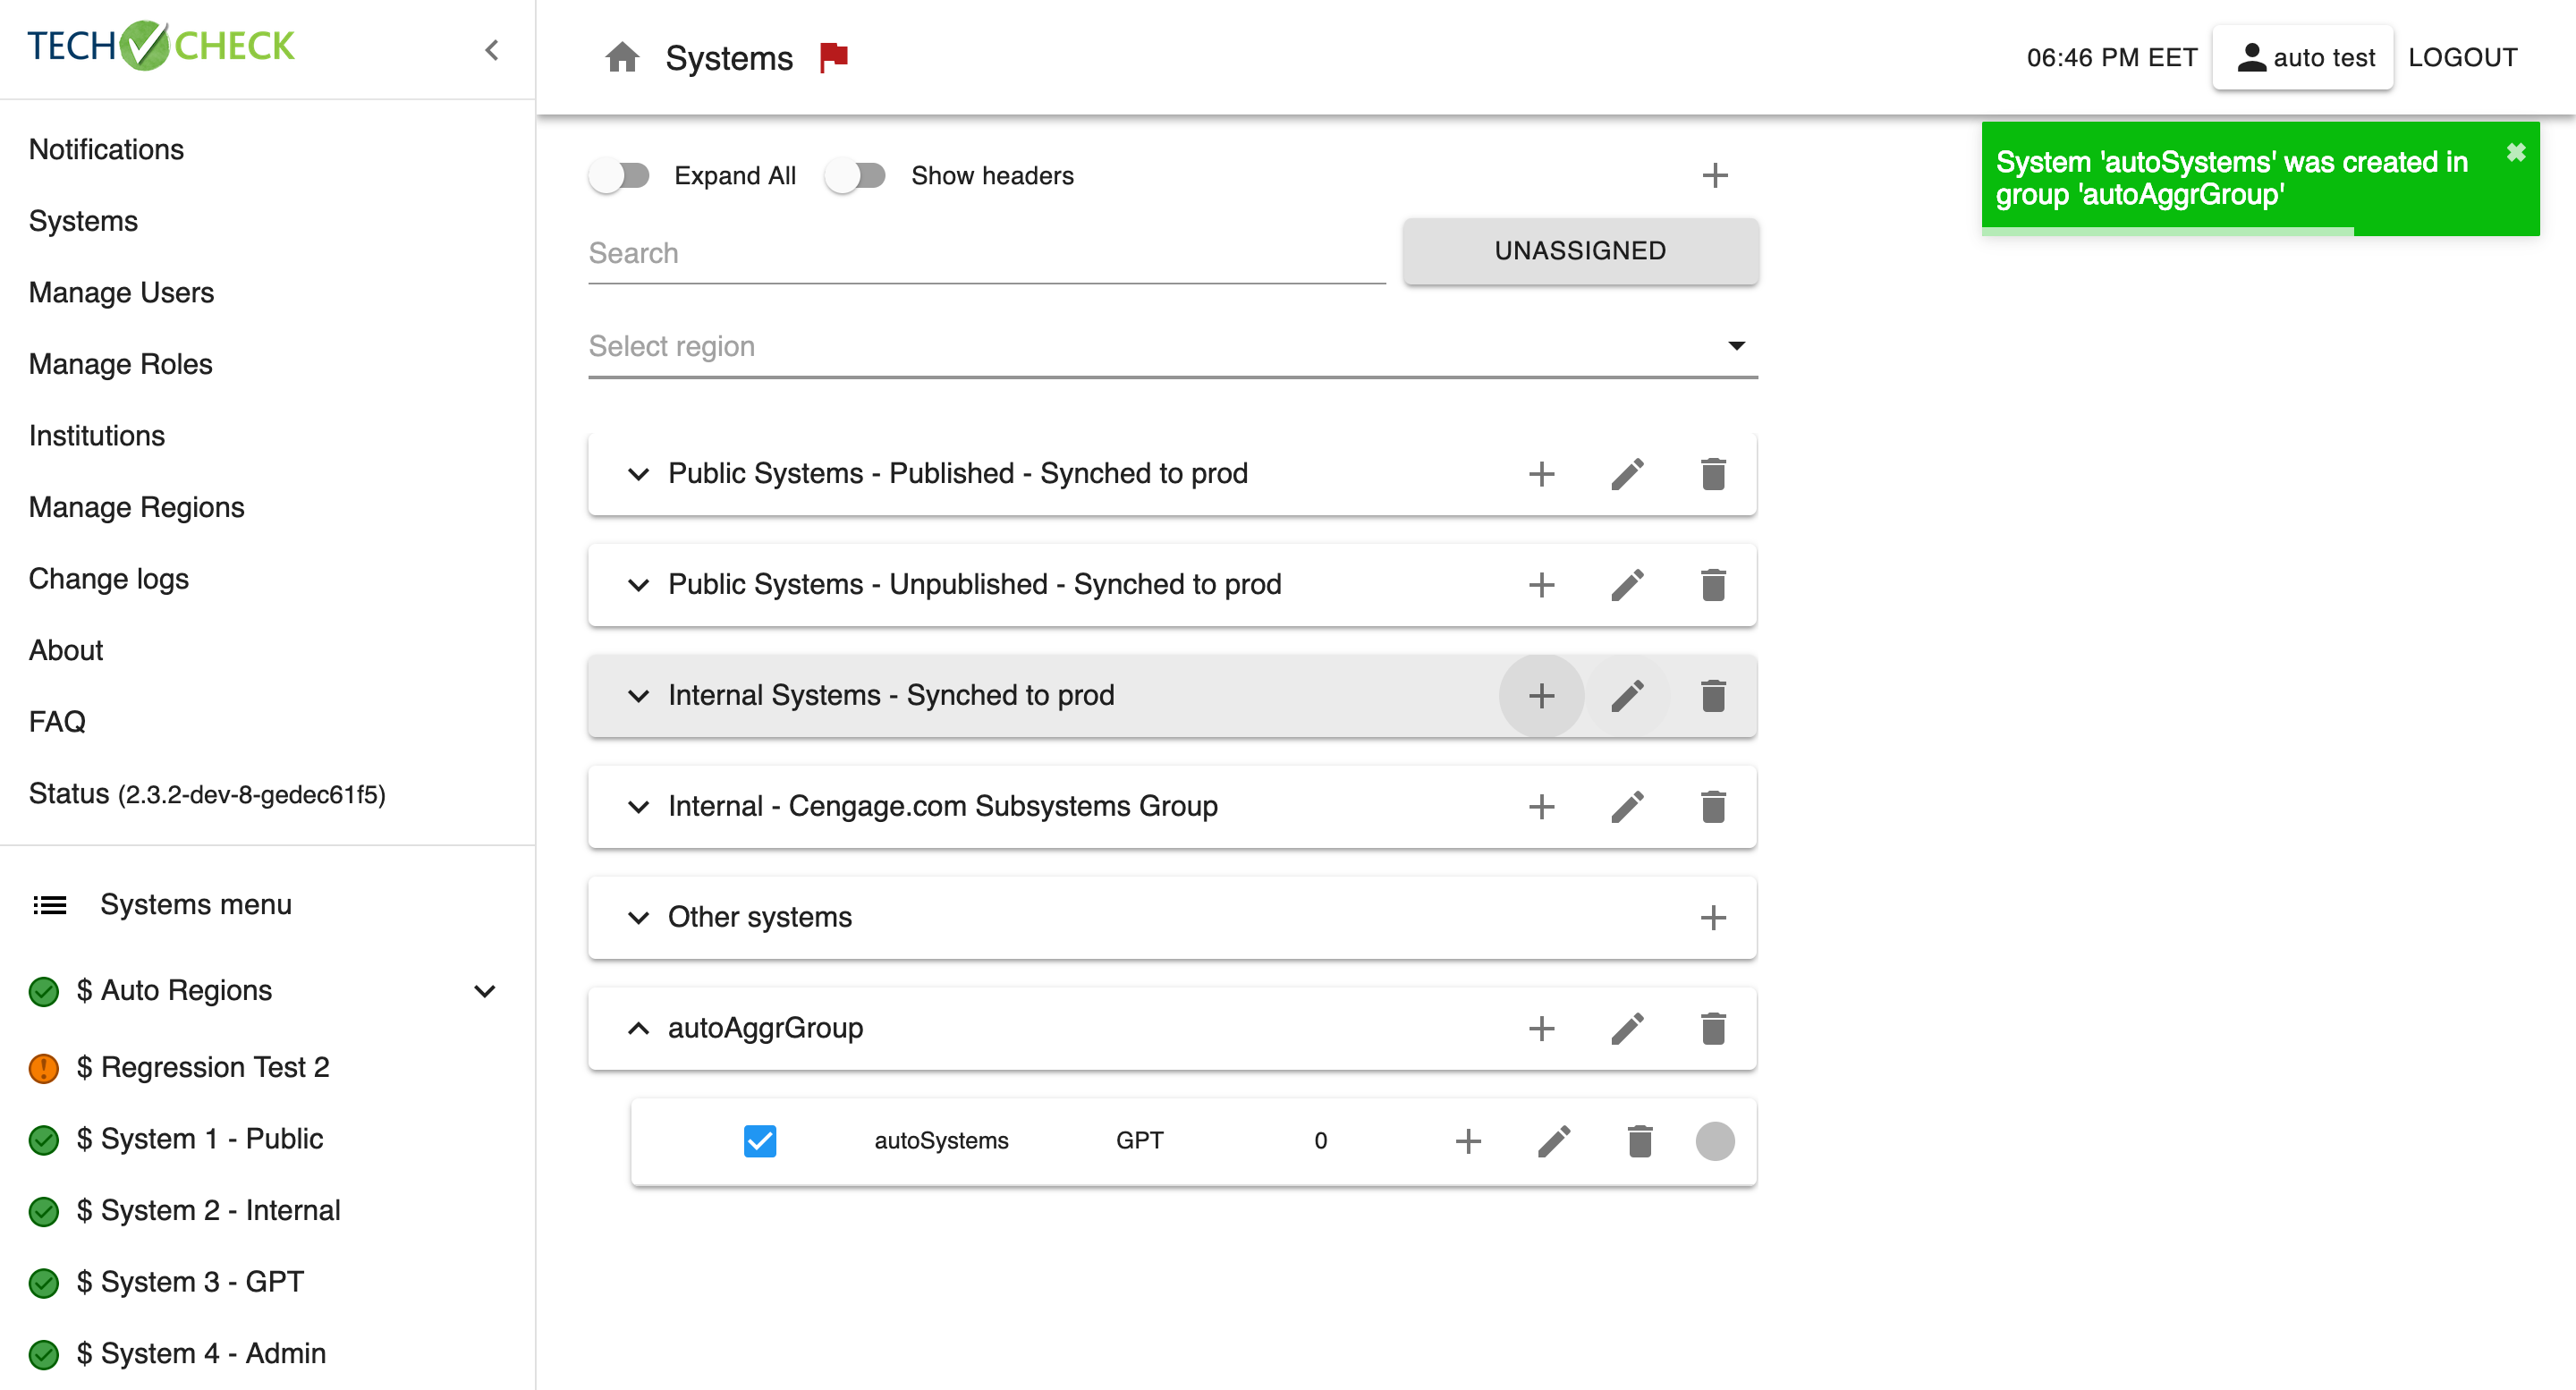 TECH CHECK
Notifications
Systems
Manage Users
Manage Roles
Institutions
Manage Regions
Change logs
About
FAQ
Status (2.3.2-dev-8-gedec61f5)
Systems menu
$ Auto Regions
$ Regression Test 2
$ System 1 - Public
$ System 2 - Internal
$ System 3 - GPT
$ System 4 - Admin
Systems
06:46 PM EET
auto test
LOGOUT
System 'autoSystems' was created in
group 'autoAggrGroup'
Expand All
Show headers
Search
UNASSIGNED
Select region
Public Systems - Published - Synched to prod
Public Systems - Unpublished - Synched to prod
Internal Systems - Synched to prod
Internal - Cengage.com Subsystems Group
Other systems
autoAggrGroup
autoSystems GPT 0